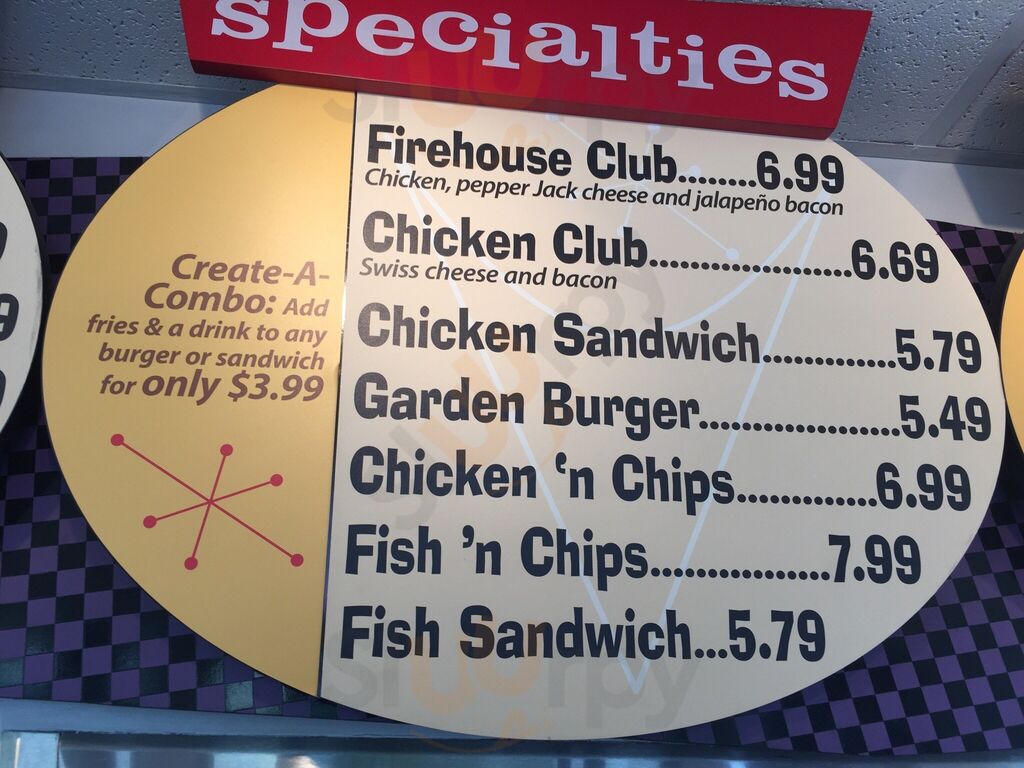 specialties
Create-A-
Combo: Add
fries & a drink to any
burger or sandwich
for only $3.99
Firehouse Club........6.99
Chicken, pepper Jack cheese and jalapeño bacon
Chicken Club....................6.69
Swiss cheese and bacon
Chicken Sandwich.............5.79
Garden Burger....................5.49
Chicken ‘n Chips..............6.99
Fish ’n Chips..................7.99
Fish Sandwich...5.79